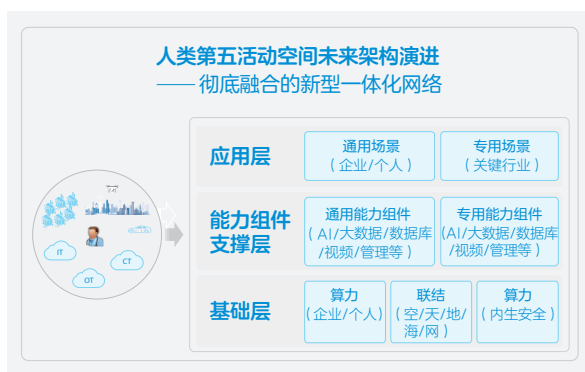 人类第五活动空间未来架构演进
——彻底融合的新型一体化网络
应用层
通用场景
（企业/个人）
专用场景
（关键行业）
能力组件
支撑层
通用能力组件
（AI/大数据/数据库
/视频/管理等）
专用能力组件
(AI/大数据/数据库
/视频/管理等）
基础层
算力
（企业/个人）
联结
（空/天/地/
海/网）
算力
（内生安全）
IT
CT
OT